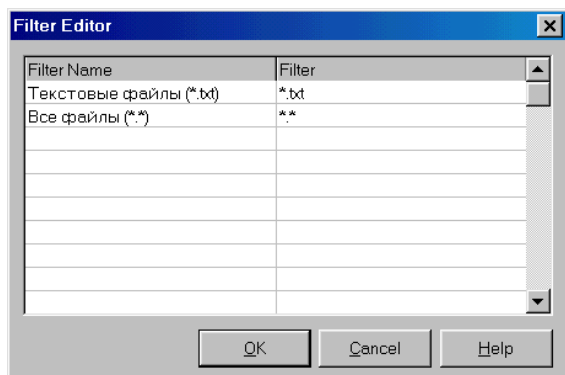 Filter Editor
Filter Name Filter
Текстовые файлы (*.txt) *.txt
Все файлы (*.*) *.*
OK Cancel Help